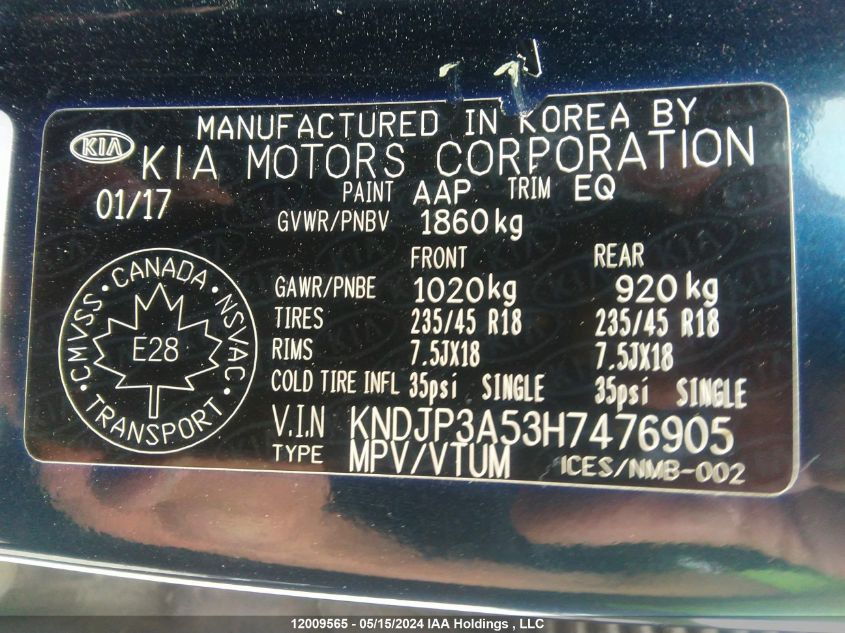 MANUFACTURED IN KOREA BY
KIA KIA MOTORS CORPORATION
01/17 PAINT AAP TRIM EQ
GVWR/PNBV 1860kg
FRONT REAR
GAWR/PNBE 1020kg 920kg
TIRES 235/45 R18 235/45 R18
RIMS 7.5JX18 7.5JX18
COLD TIRE INFL 35psi SINGLE 35psi SINGLE
V.I.N KNDJP3A53H7476905
TYPE MPV/VTUM ICES/NMB-002
CMVSS • CANADA • NSVAC • TRANSPORT •
E28
12009565 - 05/15/2024 IAA Holdings , LLC